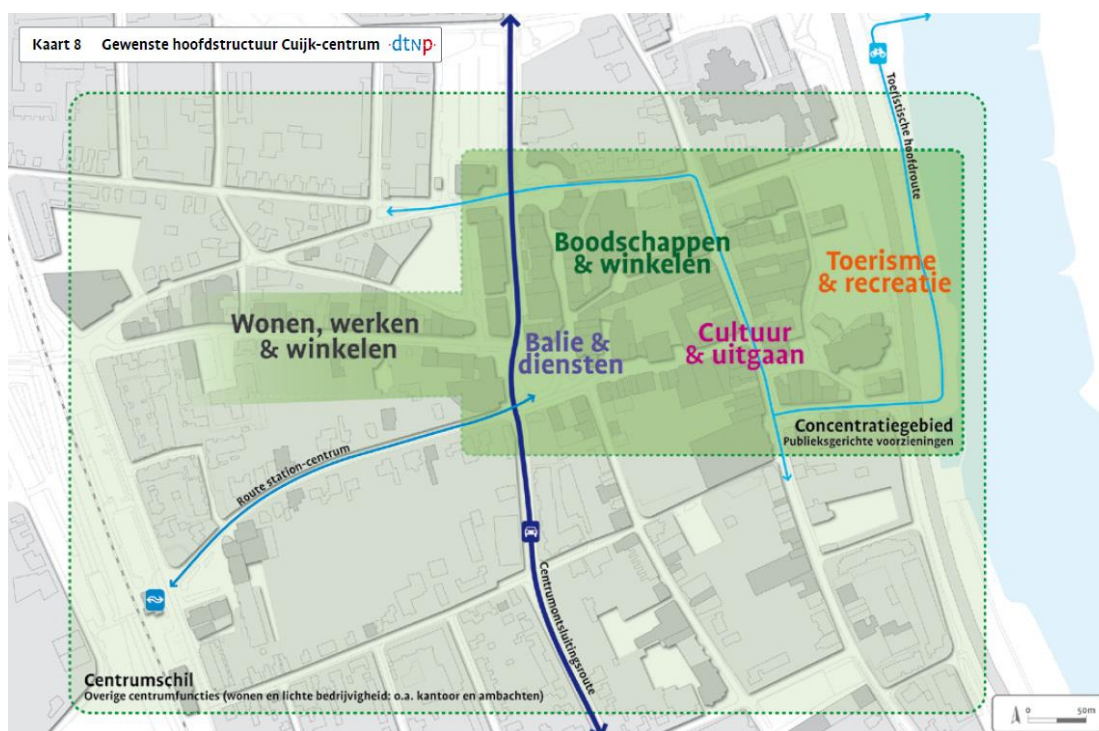 Kaart 8 Gewenste hoofdstructuur Cuijk-centrum ·dtnp·
Toeristische hoofdroute
Boodschappen
& winkelen
Toerisme
& recreatie
Wonen, werken
& winkelen
Balie &
diensten
Cultuur
& uitgaan
Concentratiegebied
Publieksgerichte voorzieningen
Route station-centrum
Centrumontsluitingsroute
Centrumschil
Overige centrumfuncties (wonen en lichte bedrijvigheid: o.a. kantoor en ambachten)
0 50m